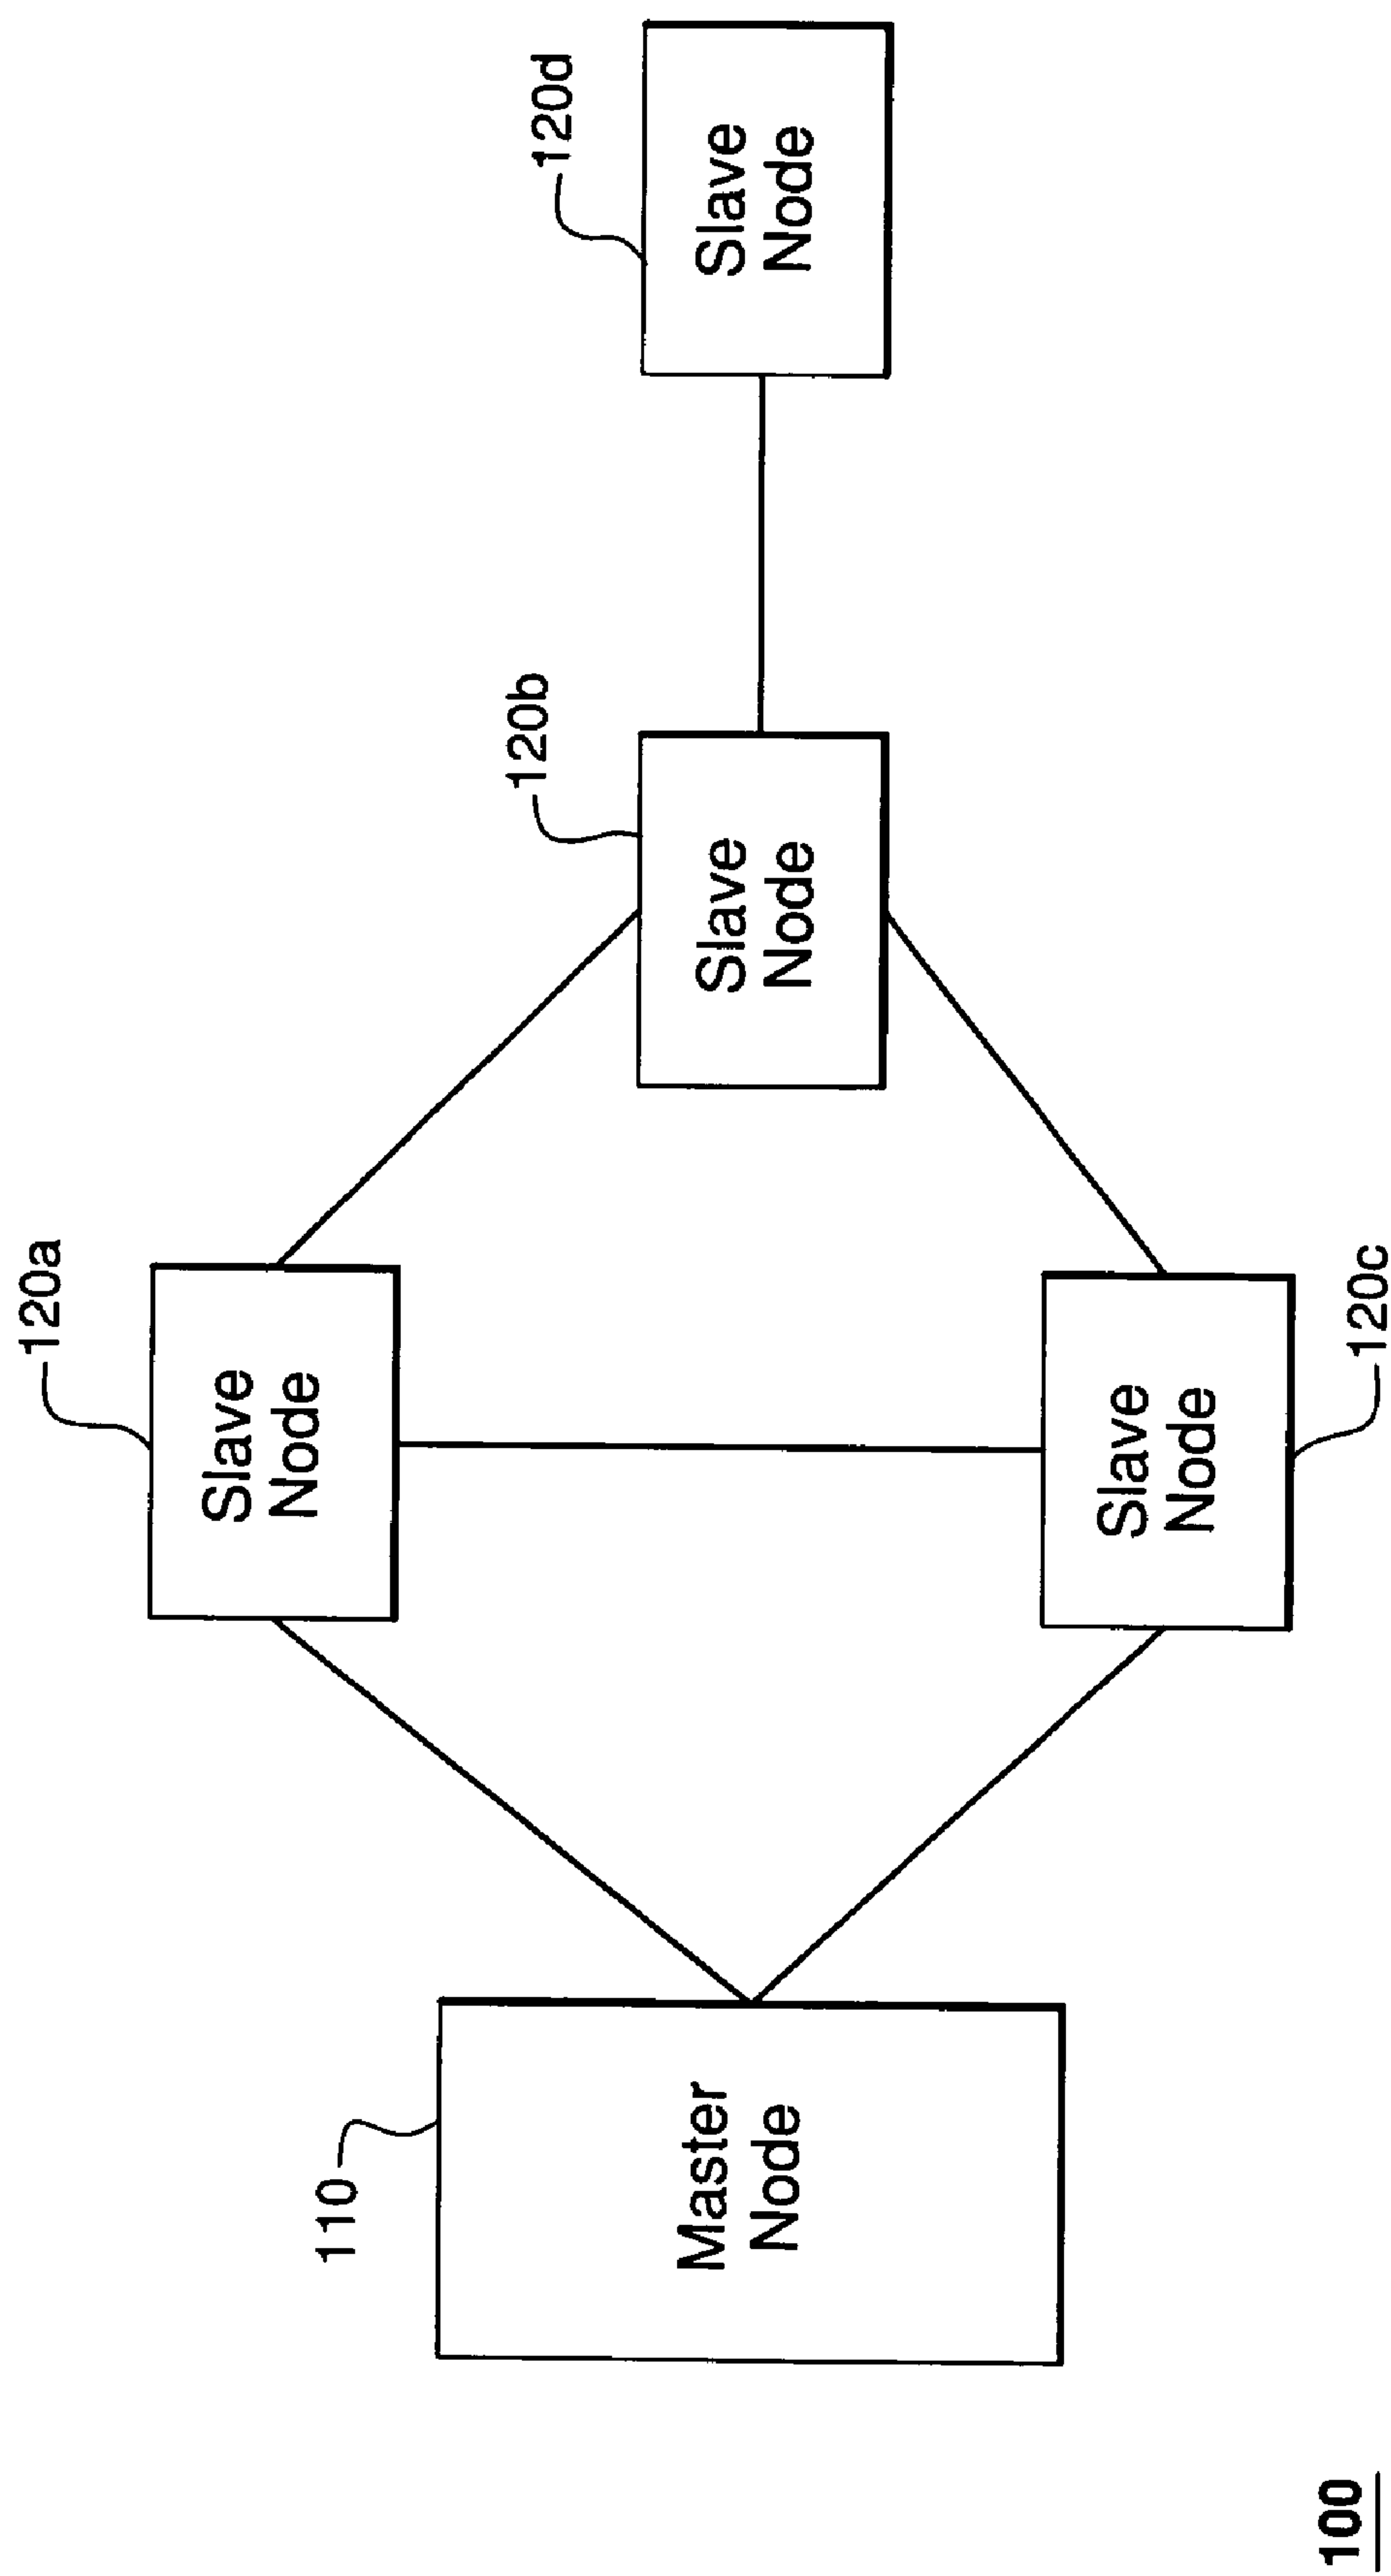 120a
Slave
Node
110
Master
Node
120b
Slave
Node
120d
Slave
Node
Slave
Node
120c
100